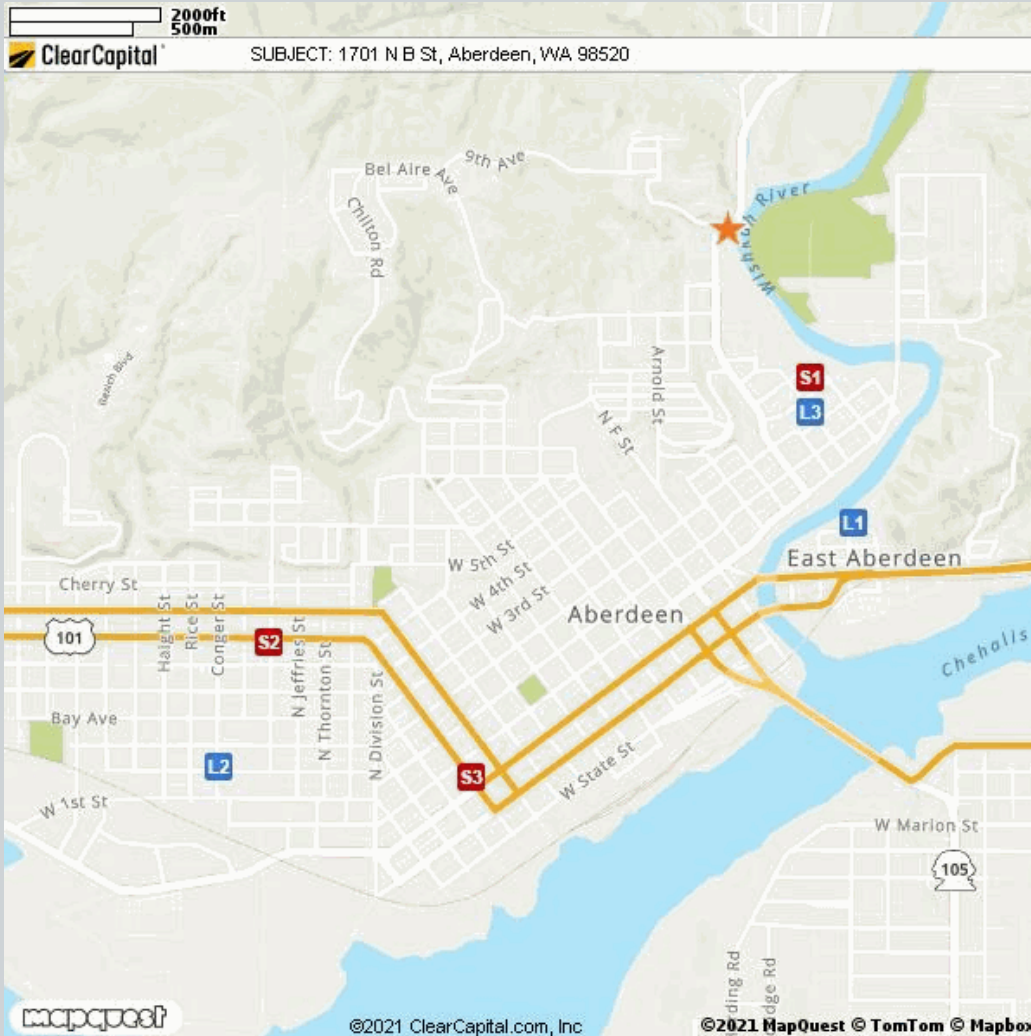 2000ft
500m
ClearCapital
SUBJECT: 1701 N B St, Aberdeen, WA 98520
9th Ave
Bel Aire Ave
Chilton Rd
Wishkah River
Beach Blvd
Arnold St
S1
L3
N F St
L1
East Aberdeen
W 5th St
W 4th St
W 3rd St
Cherry St
Aberdeen
101
Haight St
Rice St
Conger St
S2
N Jeffries St
N Thornton St
N Division St
Chehalis
Bay Ave
L2
S3
W State St
W 1st St
W Marion St
105
mapquest
©2021 ClearCapital.com, Inc
©2021 MapQuest © TomTom © Mapbo